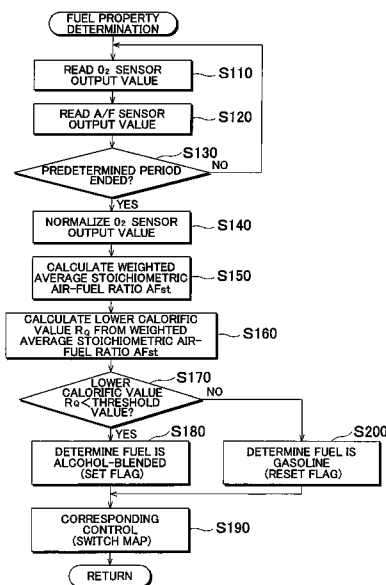 FUEL PROPERTY
DETERMINATION
READ O₂ SENSOR
OUTPUT VALUE
S110
READ A/F SENSOR
OUTPUT VALUE
S120
S130
PREDETERMINED PERIOD
ENDED?
NO
YES
NORMALIZE O₂ SENSOR
OUTPUT VALUE
S140
CALCULATE WEIGHTED
AVERAGE STOICHIOMETRIC
AIR-FUEL RATIO AFst
S150
CALCULATE LOWER CALORIFIC
VALUE RQ FROM WEIGHTED
AVERAGE STOICHIOMETRIC AIR-
FUEL RATIO AFst
S160
S170
LOWER
CALORIFIC VALUE
RQ<THRESHOLD
VALUE?
NO
YES
S180
DETERMINE FUEL IS
ALCOHOL-BLENDED
(SET FLAG)
S200
DETERMINE FUEL IS
GASOLINE
(RESET FLAG)
CORRESPONDING
CONTROL
(SWITCH MAP)
S190
RETURN